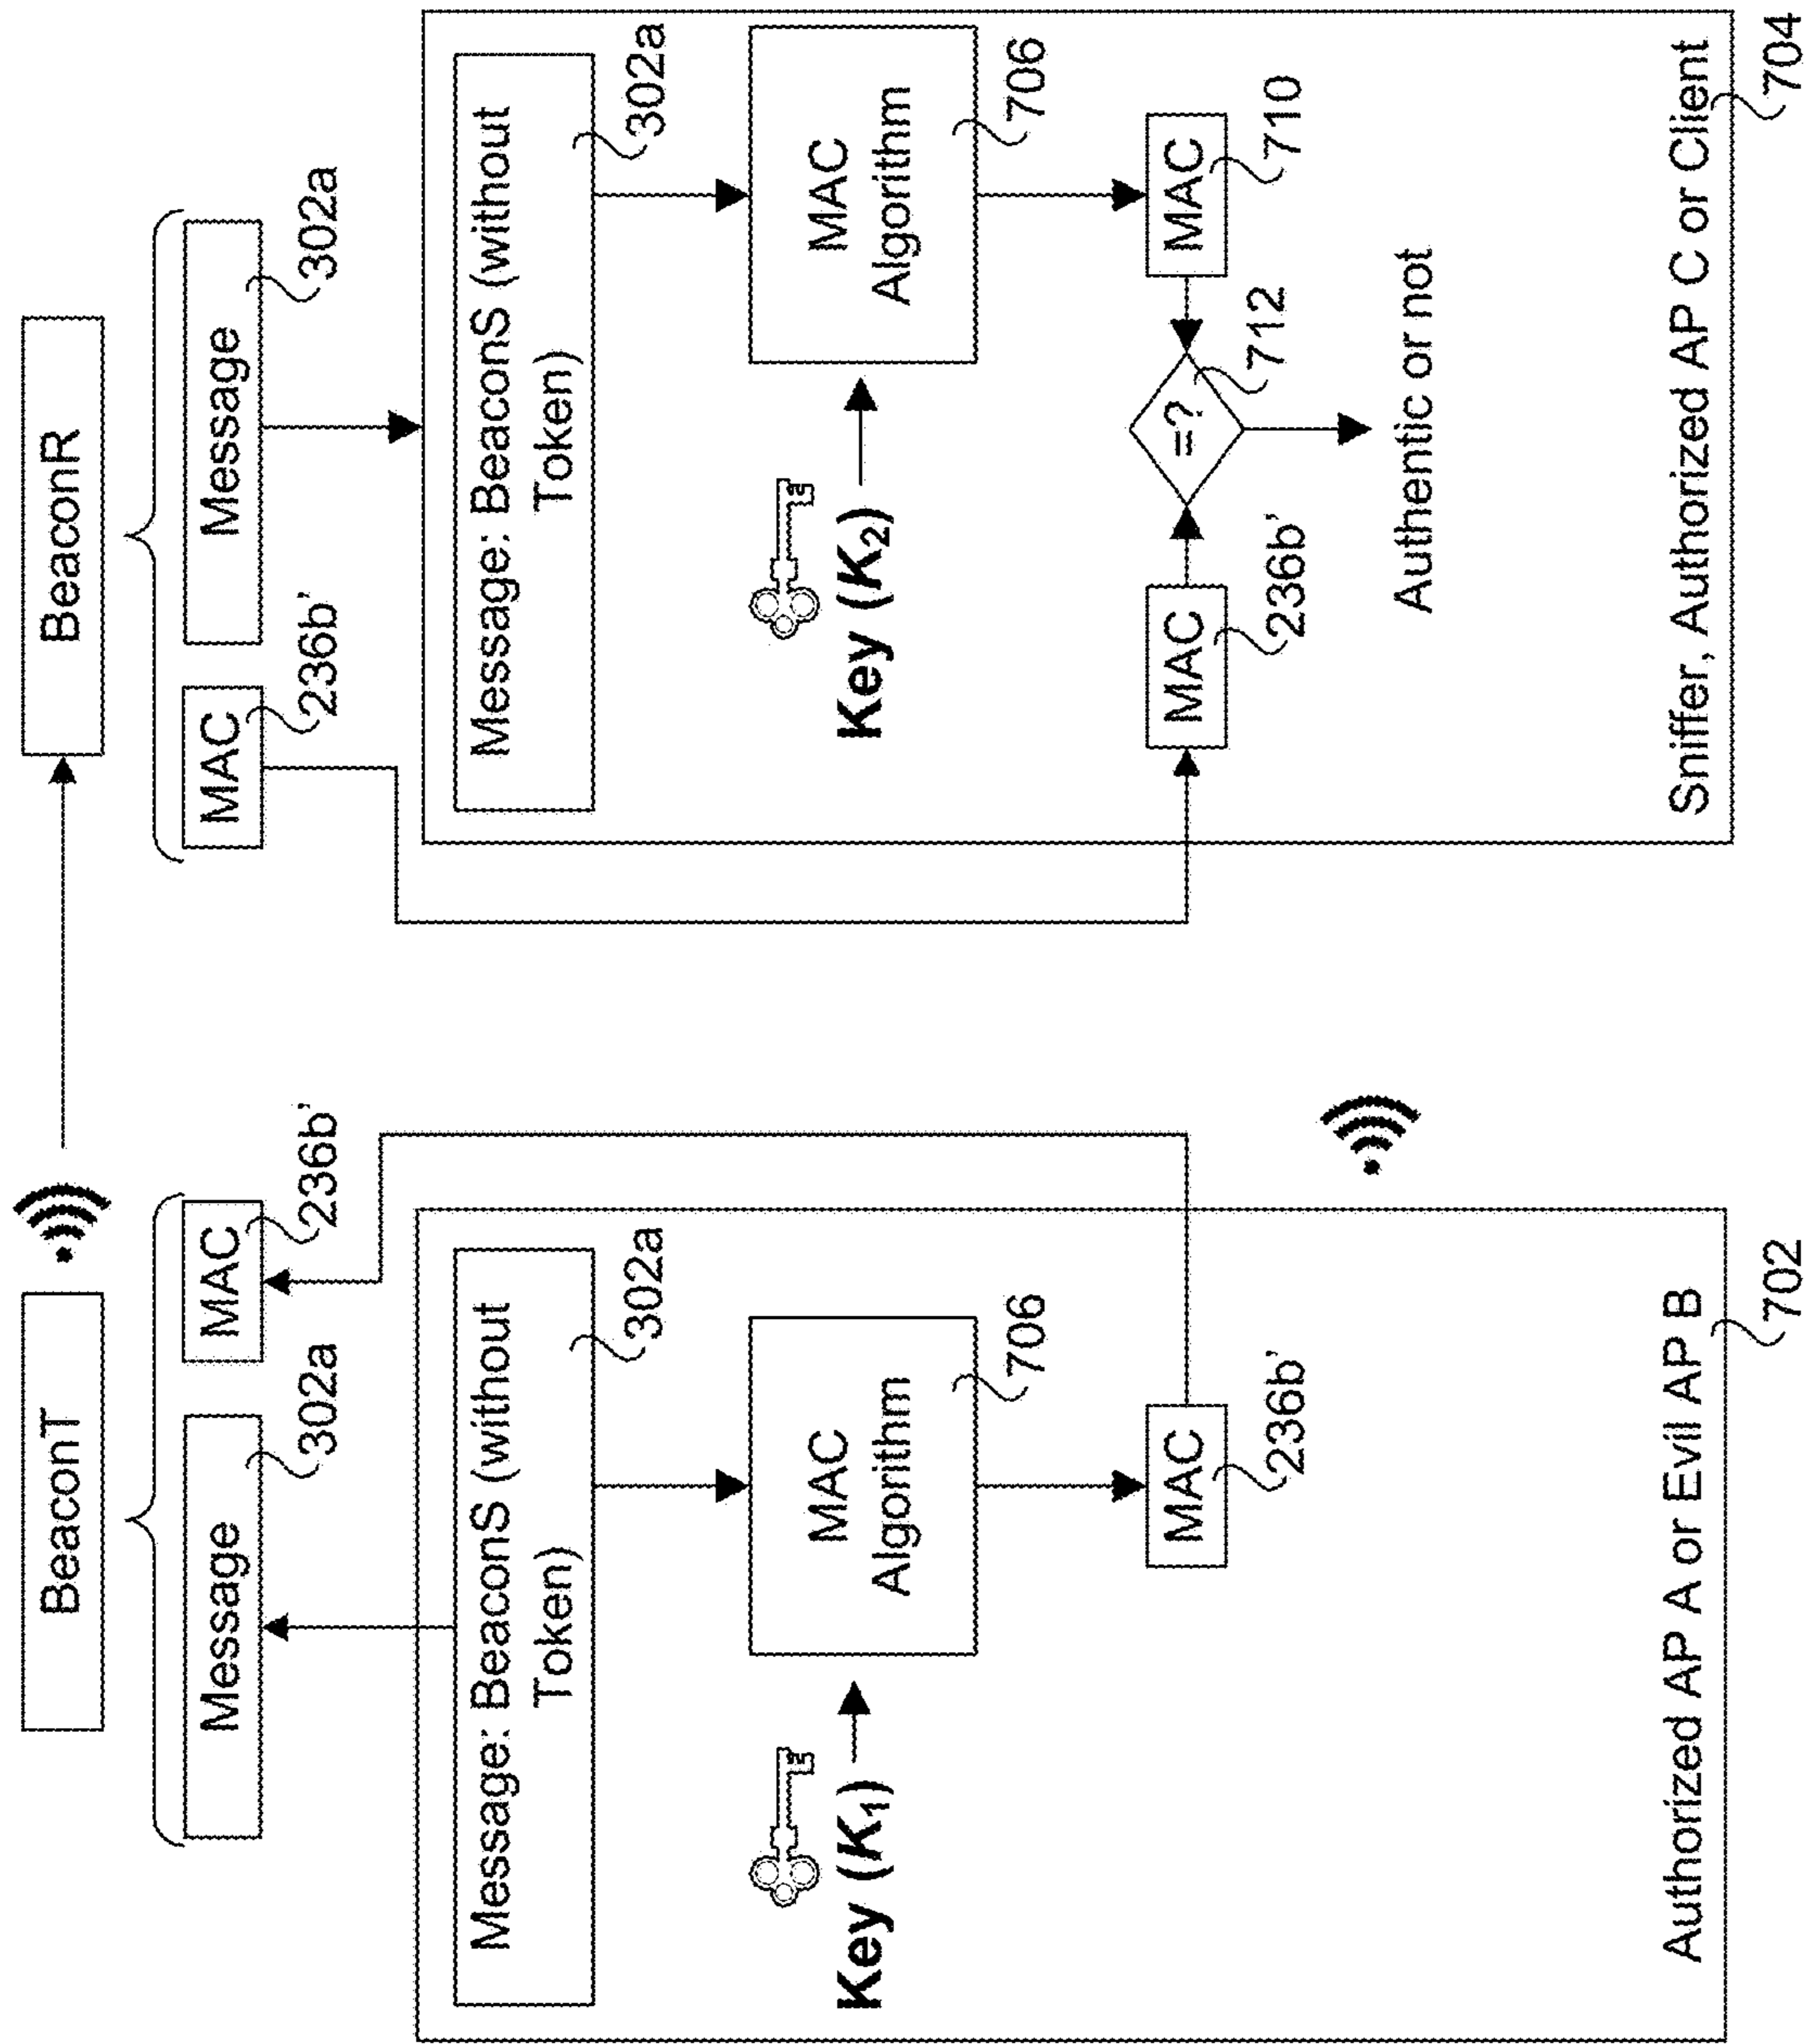 BeaconT
Message
302a
MAC
236b’
Message: BeaconS (without
Token)
302a
Key (K₁)
MAC
Algorithm
706
MAC
236b’
Authorized AP A or Evil AP B
702
BeaconR
MAC
236b’
Message
302a
Message: BeaconS (without
Token)
302a
Key (K₂)
MAC
Algorithm
706
MAC
236b’
=?
712
MAC
710
Authentic or not
Sniffer, Authorized AP C or Client
704